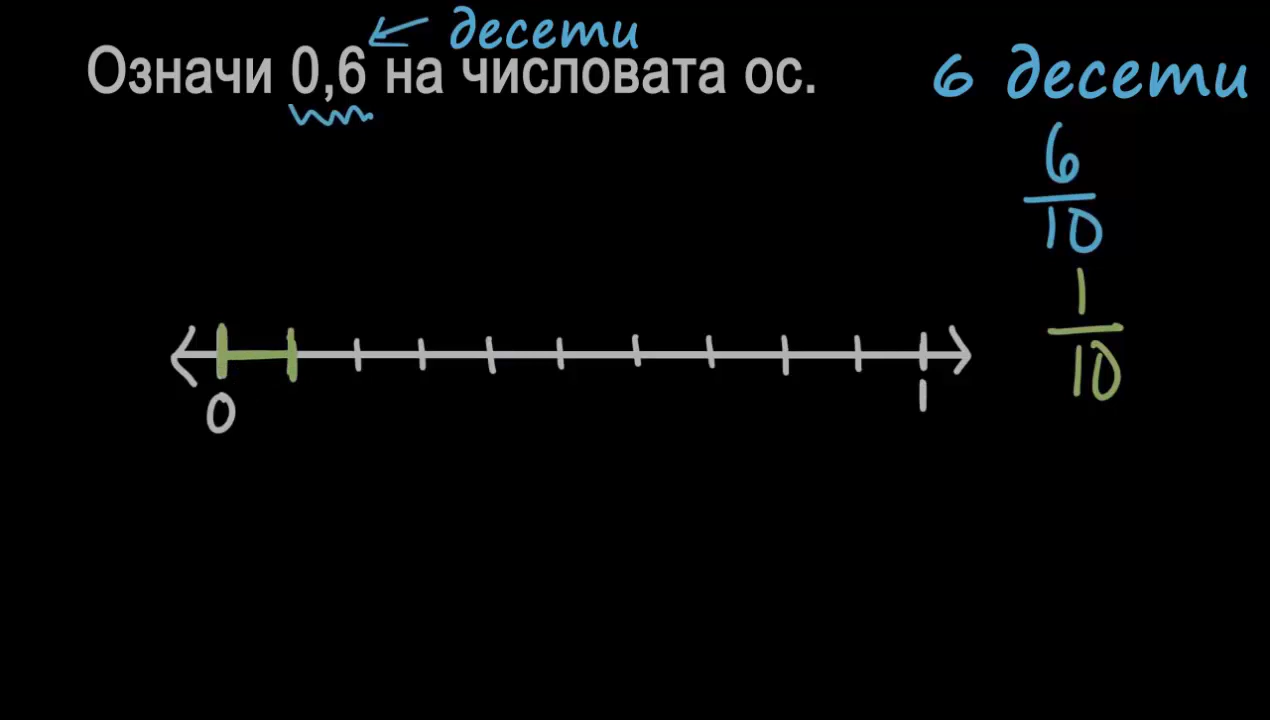 десети
Означи 0,6 на числовата ос.
6 десети
6
10
1
10
0 1